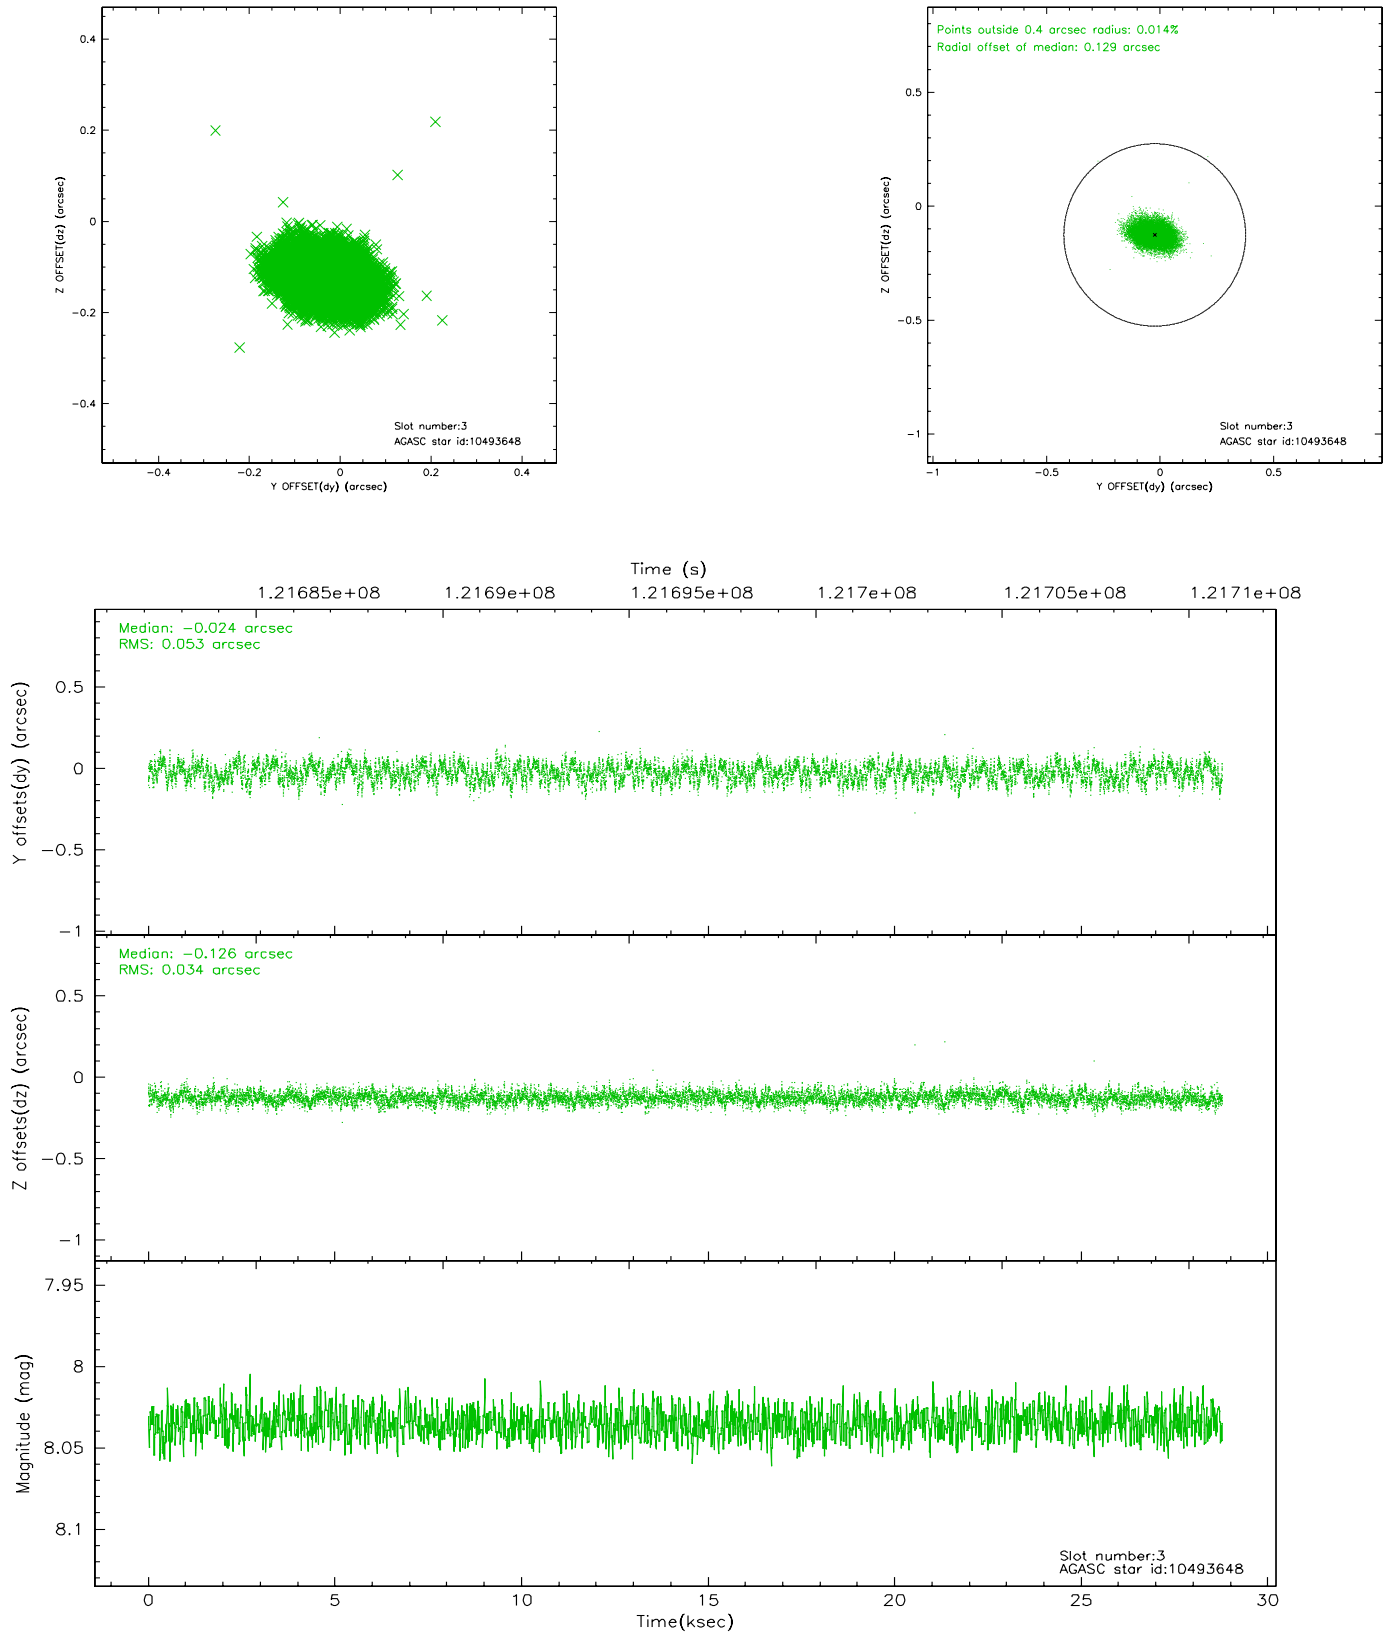 0.4
0.2
0
-0.2
-0.4
Z OFFSET(dz) (arcsec)
-0.4 -0.2 0 0.2 0.4
Y OFFSET(dy) (arcsec)
Slot number:3
AGASC star id:10493648
Points outside 0.4 arcsec radius: 0.014%
Radial offset of median: 0.129 arcsec
0.5
0
-0.5
-1
Z OFFSET(dz) (arcsec)
-1 -0.5 0 0.5
Y OFFSET(dy) (arcsec)
Slot number:3
AGASC star id:10493648
Time (s)
1.21685e+08 1.2169e+08 1.21695e+08 1.217e+08 1.21705e+08 1.2171e+08
Median: -0.024 arcsec
RMS: 0.053 arcsec
0.5
0
-0.5
-1
Y offsets(dy) (arcsec)
Median: -0.126 arcsec
RMS: 0.034 arcsec
0.5
0
-0.5
-1
Z offsets(dz) (arcsec)
7.95
8
8.05
8.1
Magnitude (mag)
Slot number:3
AGASC star id:10493648
0 5 10 15 20 25 30
Time(ksec)